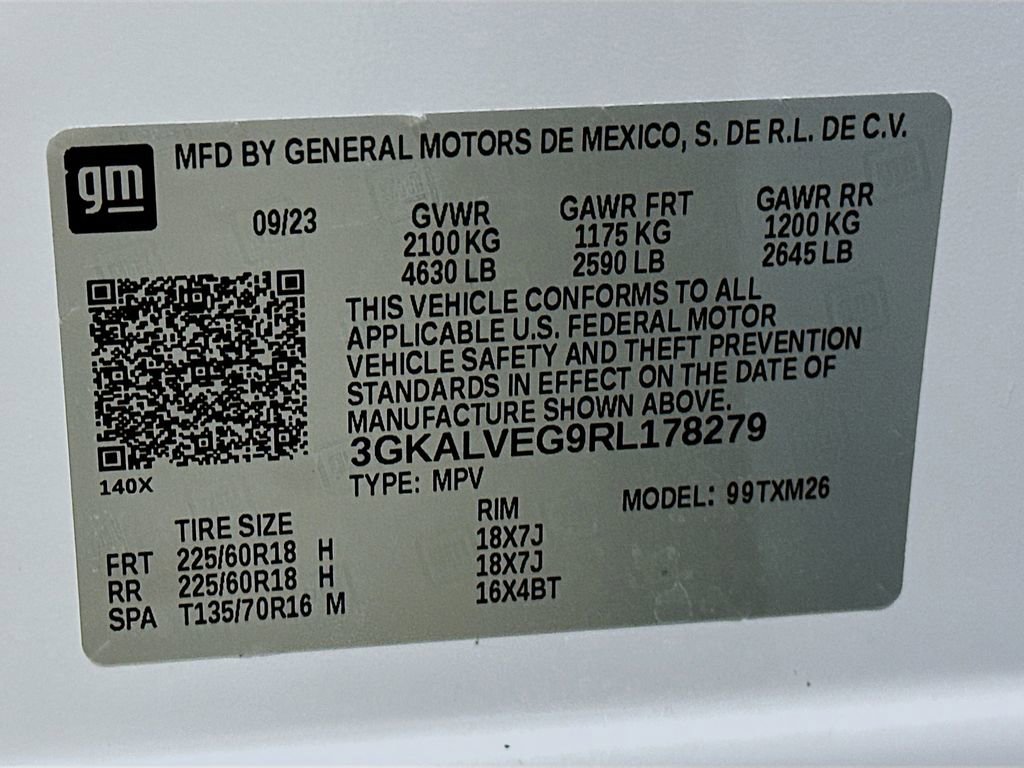 gm
MFD BY GENERAL MOTORS DE MEXICO, S. DE R.L. DE C.V.
09/23
GVWR GAWR FRT GAWR RR
2100 KG 1175 KG 1200 KG
4630 LB 2590 LB 2645 LB
THIS VEHICLE CONFORMS TO ALL
APPLICABLE U.S. FEDERAL MOTOR
VEHICLE SAFETY AND THEFT PREVENTION
STANDARDS IN EFFECT ON THE DATE OF
MANUFACTURE SHOWN ABOVE.
3GKALVEG9RL178279
140X
TYPE: MPV MODEL: 99TXM26
TIRE SIZE RIM
FRT 225/60R18 H 18X7J
RR 225/60R18 H 18X7J
SPA T135/70R16 M 16X4BT